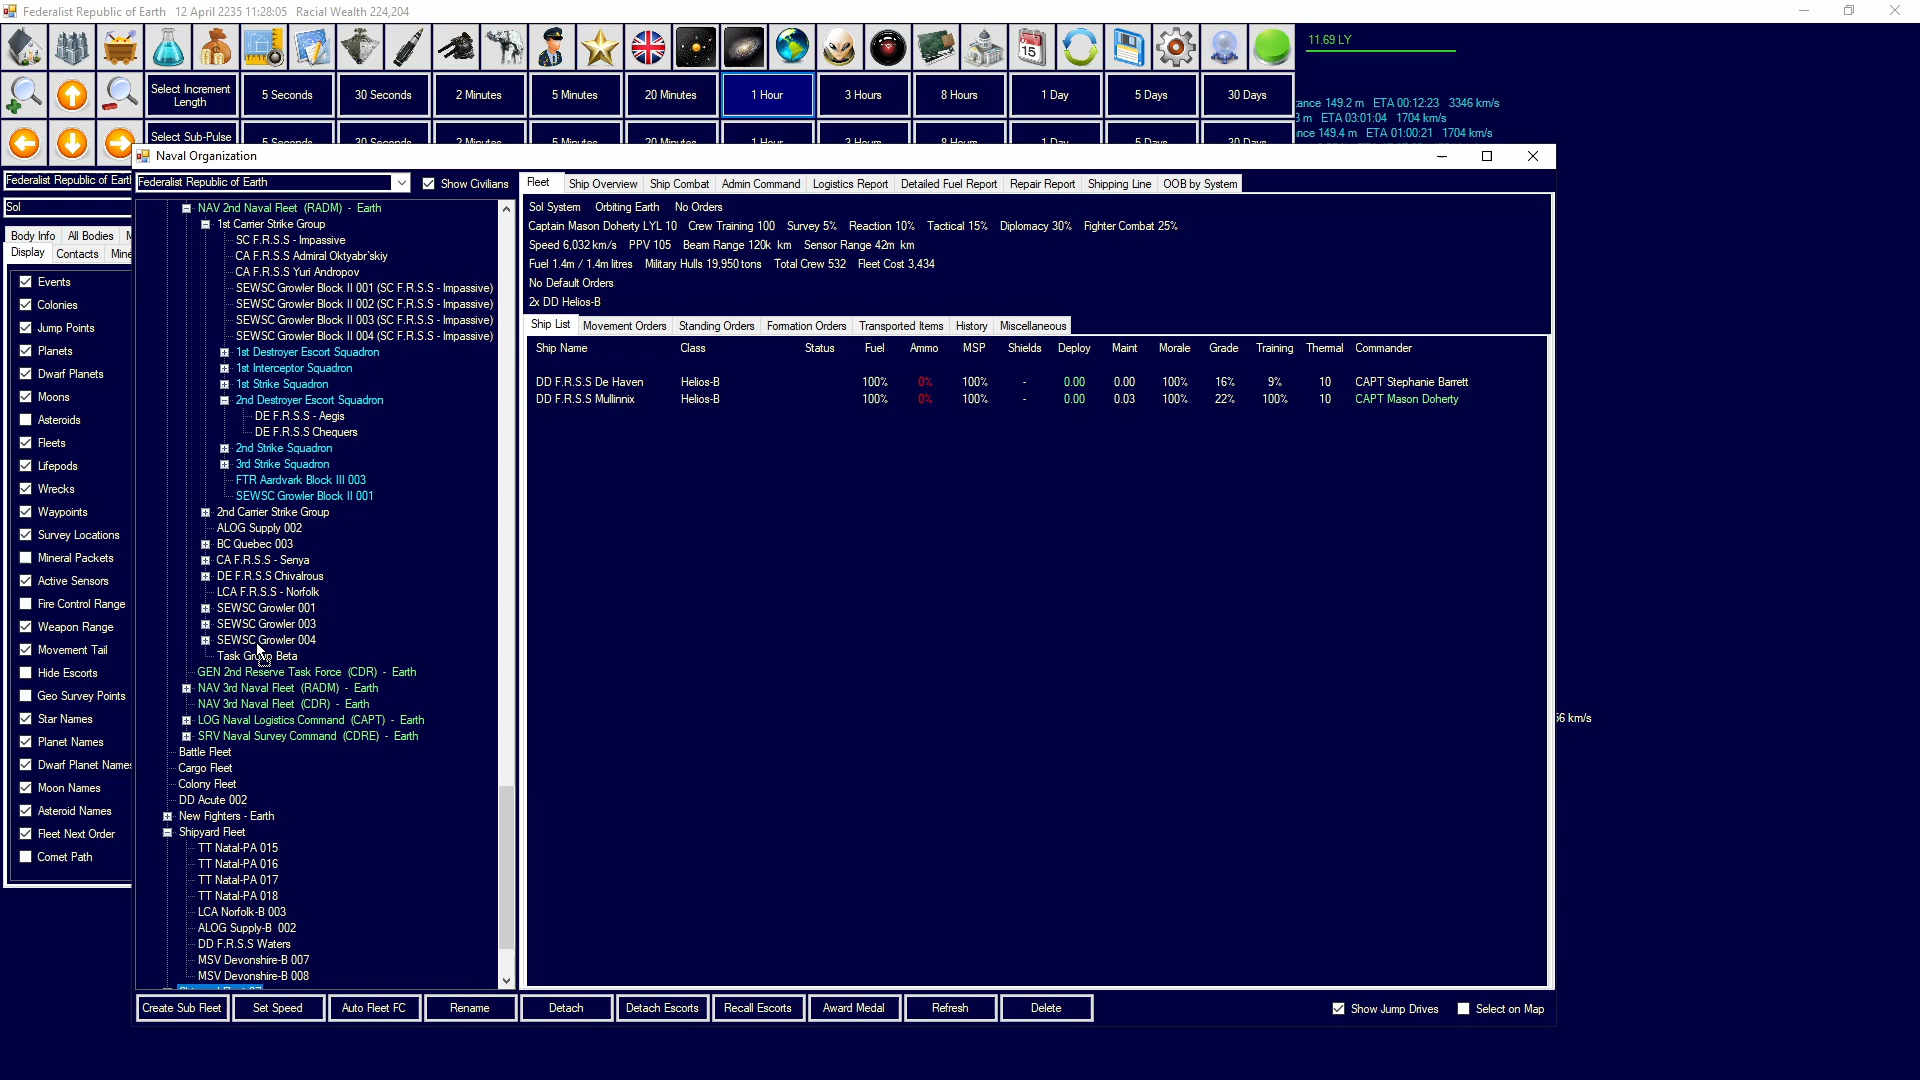 Federalist Republic of Earth   12 April 2235 11:28:05   Racial Wealth 224,204
11.69 LY
Select Increment Length
5 Seconds
30 Seconds
2 Minutes
5 Minutes
20 Minutes
1 Hour
3 Hours
8 Hours
1 Day
5 Days
30 Days
149.2 m   ETA 00:12:23   3346 km/s
m   ETA 03:01:04   1704 km/s
149.4 m   ETA 01:00:21   1704 km/s
Select Sub-Pulse
5 Seconds
30 Seconds
2 Minutes
5 Minutes
20 Minutes
1 Hour
3 Hours
8 Hours
1 Day
5 Days
30 Days
Naval Organization
Federalist Republic of Eart
Sol
Body Info   All Bodies
Display   Contacts
Events
Colonies
Jump Points
Planets
Dwarf Planets
Moons
Asteroids
Fleets
Lifepods
Wrecks
Waypoints
Survey Locations
Mineral Packets
Active Sensors
Fire Control Range
Weapon Range
Movement Tail
Hide Escorts
Geo Survey Points
Star Names
Planet Names
Dwarf Planet Names
Moon Names
Asteroid Names
Fleet Next Order
Comet Path
Federalist Republic of Earth
Show Civilians
NAV 2nd Naval Fleet  (RADM)  -  Earth
1st Carrier Strike Group
SC F.R.S.S - Impassive
CA F.R.S.S Admiral Oktyabr`skiy
CA F.R.S.S Yuri Andropov
SEWSC Growler Block II 001 (SC F.R.S.S - Impassive)
SEWSC Growler Block II 002 (SC F.R.S.S - Impassive)
SEWSC Growler Block II 003 (SC F.R.S.S - Impassive)
SEWSC Growler Block II 004 (SC F.R.S.S - Impassive)
1st Destroyer Escort Squadron
1st Interceptor Squadron
1st Strike Squadron
2nd Destroyer Escort Squadron
DE F.R.S.S - Aegis
DE F.R.S.S Chequers
2nd Strike Squadron
3rd Strike Squadron
FTR Aardvark Block III 003
SEWSC Growler Block II 001
2nd Carrier Strike Group
ALOG Supply 002
BC Quebec 003
CA F.R.S.S - Senya
DE F.R.S.S Chivalrous
LCA F.R.S.S - Norfolk
SEWSC Growler 001
SEWSC Growler 003
SEWSC Growler 004
Task Group Beta
GEN 2nd Reserve Task Force  (CDR)  -  Earth
NAV 3rd Naval Fleet  (RADM)  -  Earth
NAV 3rd Naval Fleet  (CDR)  -  Earth
LOG Naval Logistics Command  (CAPT)  -  Earth
SRV Naval Survey Command  (CDRE)  -  Earth
Battle Fleet
Cargo Fleet
Colony Fleet
DD Acute 002
New Fighters - Earth
Shipyard Fleet
TT Natal-PA 015
TT Natal-PA 016
TT Natal-PA 017
TT Natal-PA 018
LCA Norfolk-B 003
ALOG Supply-B  002
DD F.R.S.S Waters
MSV Devonshire-B 007
MSV Devonshire-B 008
Fleet   Ship Overview   Ship Combat   Admin Command   Logistics Report   Detailed Fuel Report   Repair Report   Shipping Line   OOB by System
Sol System   Orbiting Earth   No Orders
Captain Mason Doherty LYL 10   Crew Training 100   Survey 5%   Reaction 10%   Tactical 15%   Diplomacy 30%   Fighter Combat 25%
Speed 6,032 km/s   PPV 105   Beam Range 120k  km   Sensor Range 42m  km
Fuel 1.4m / 1.4m litres   Military Hulls 19,950 tons   Total Crew 532   Fleet Cost 3,434
No Default Orders
2x DD Helios-B
Ship List   Movement Orders   Standing Orders   Formation Orders   Transported Items   History   Miscellaneous
Ship Name   Class   Status   Fuel   Ammo   MSP   Shields   Deploy   Maint   Morale   Grade   Training   Thermal   Commander
DD F.R.S.S De Haven   Helios-B   100%   0%   100%   -   0.00   0.00   100%   16%   9%   10   CAPT Stephanie Barrett
DD F.R.S.S Mullinnix   Helios-B   100%   0%   100%   -   0.00   0.03   100%   22%   100%   10   CAPT Mason Doherty
km/s
Create Sub Fleet   Set Speed   Auto Fleet FC   Rename   Detach   Detach Escorts   Recall Escorts   Award Medal   Refresh   Delete   Show Jump Drives   Select on Map